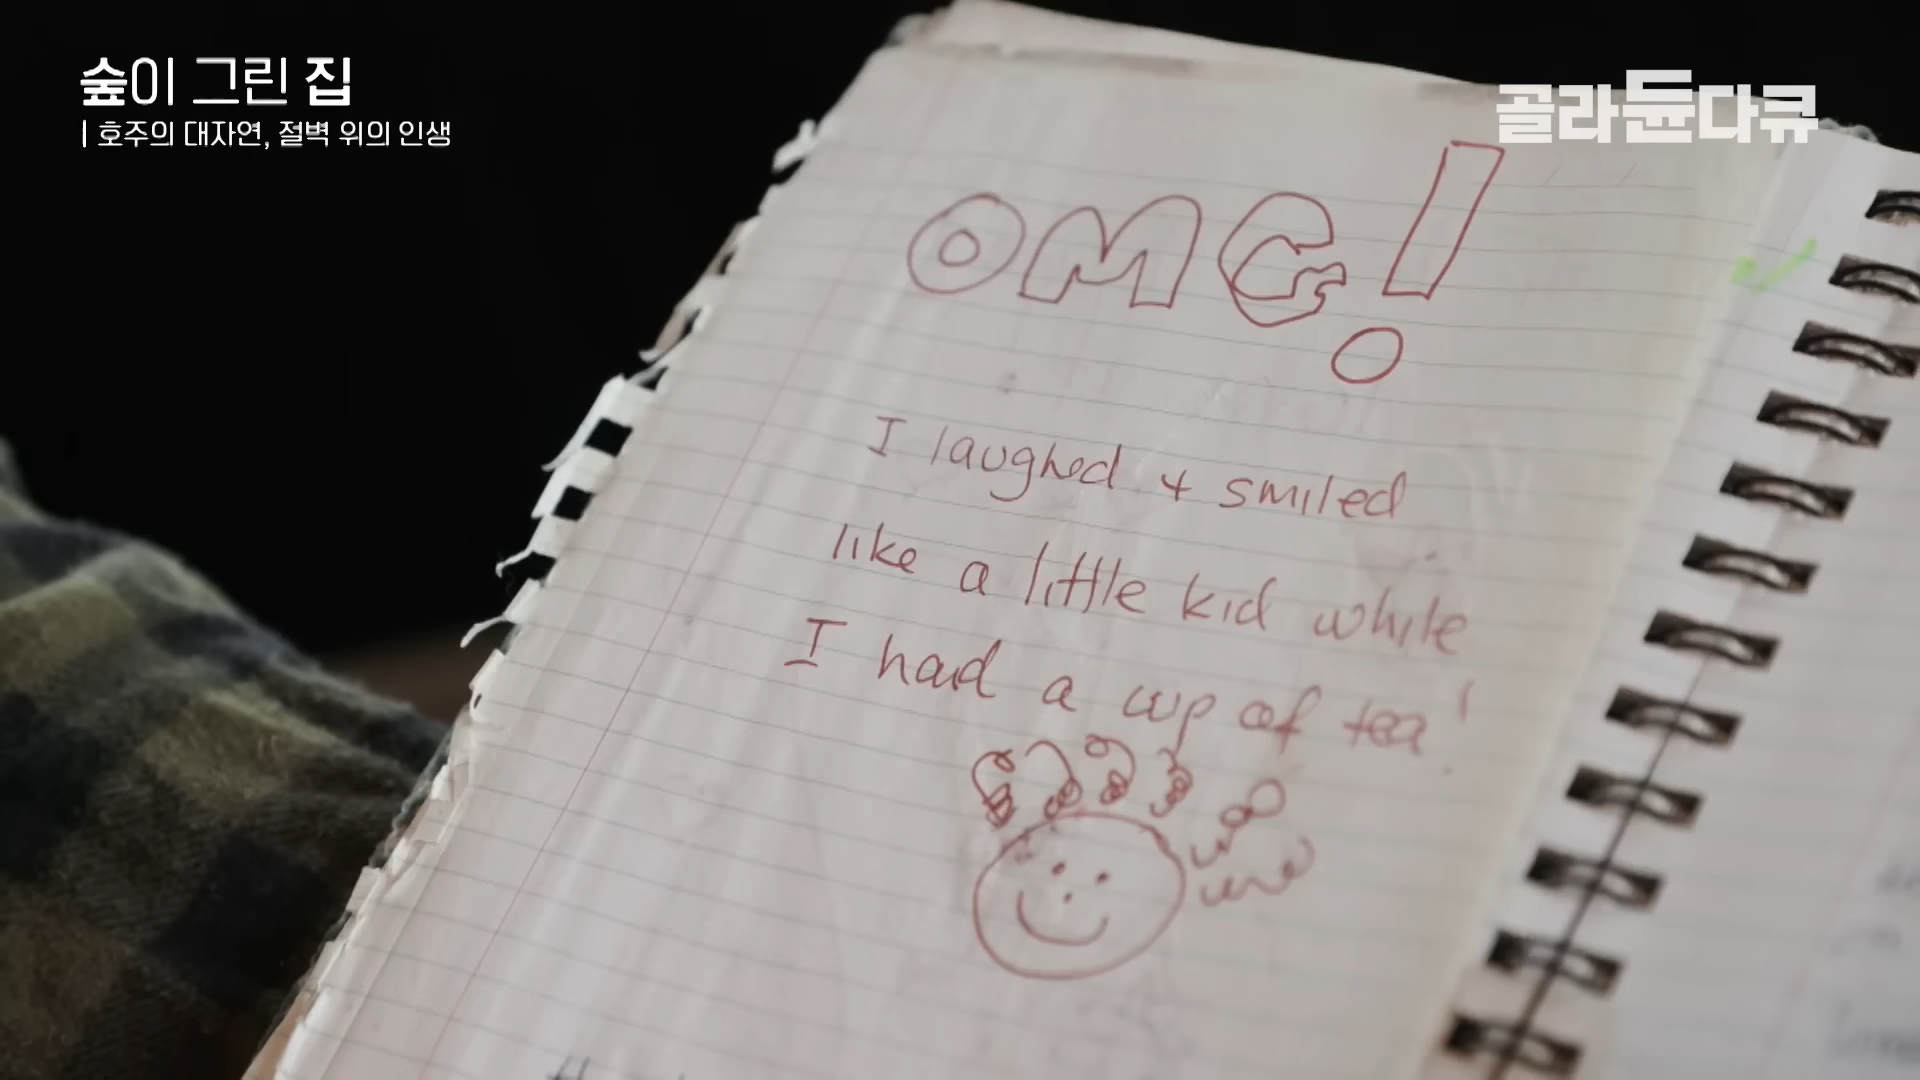 숲이 그린 집
호주의 대자연, 절벽 위의 인생
골라듄다큐
OMG!
I laughed + smiled
like a little kid while
I had a cup of tea!